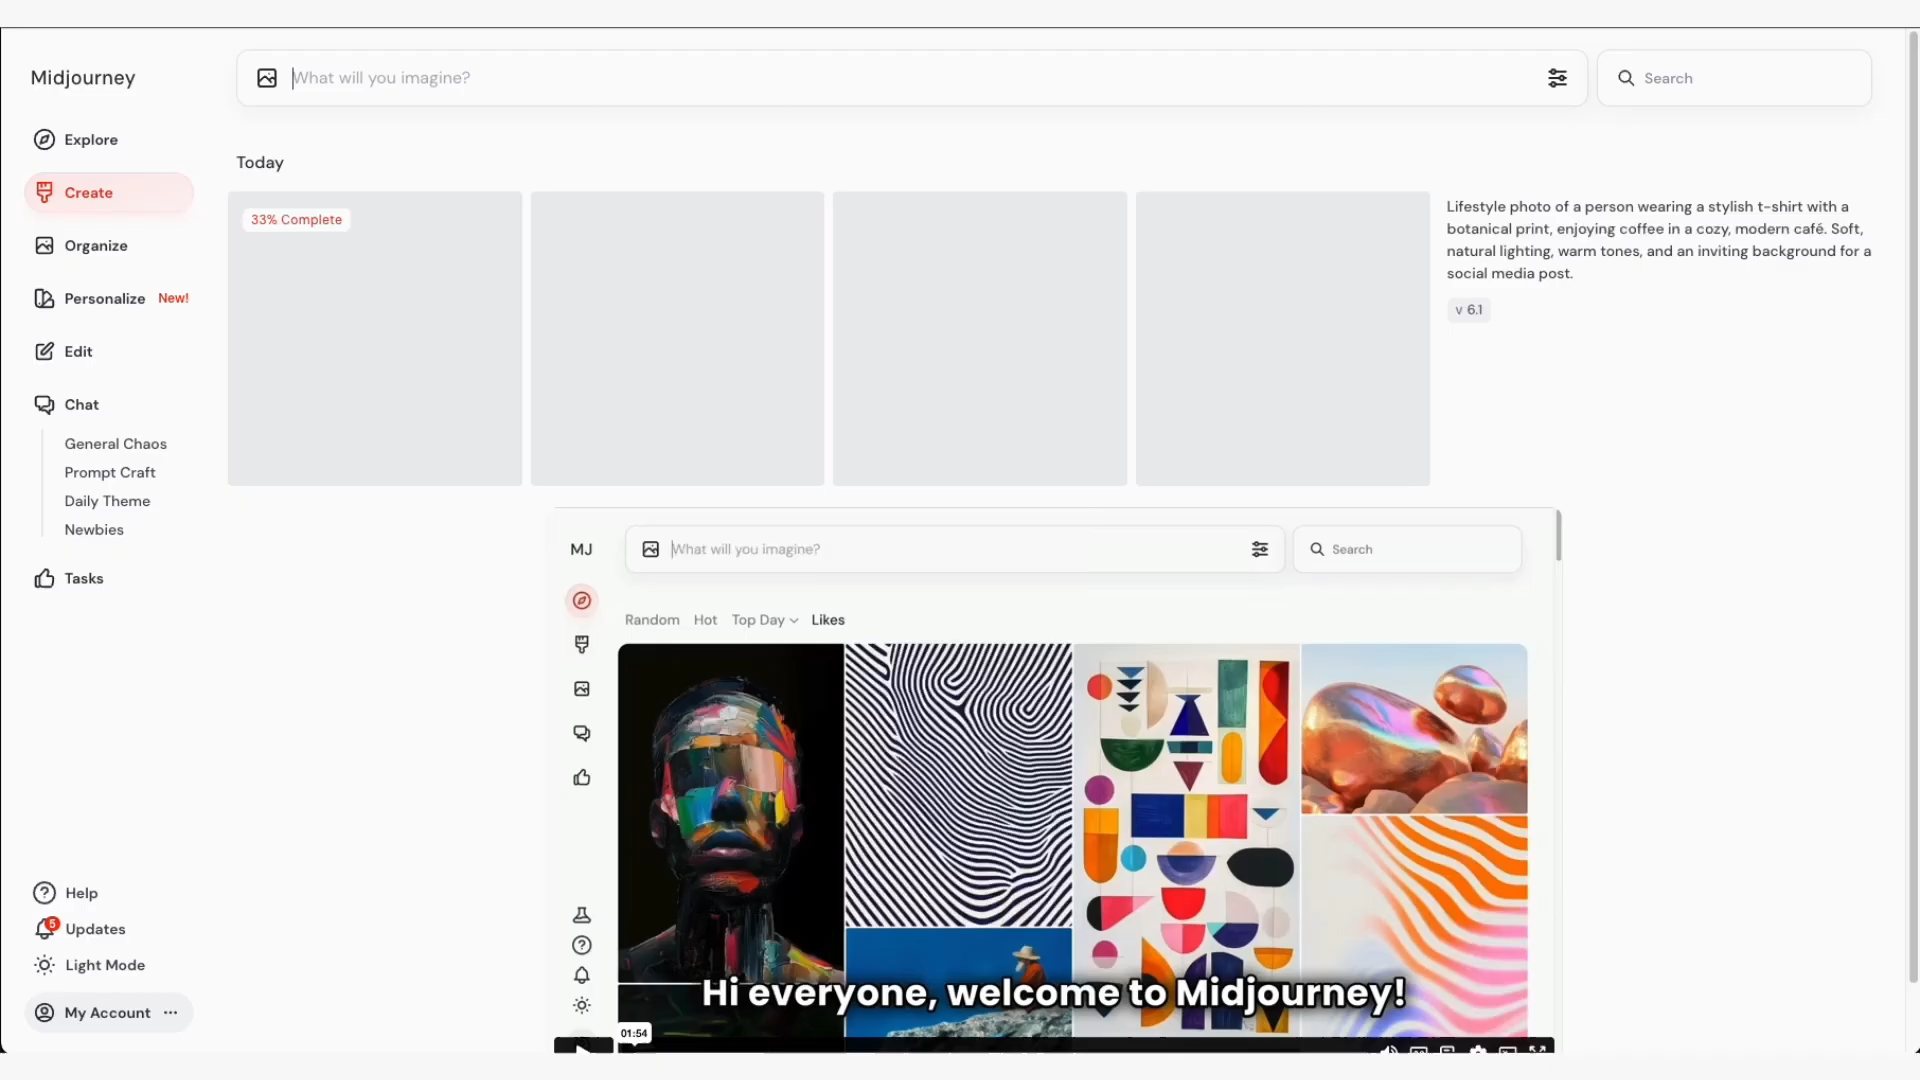 Midjourney
What will you imagine?
Search
Explore
Create
Organize
Personalize New!
Edit
Chat
General Chaos
Prompt Craft
Daily Theme
Newbies
Tasks
Help
5
Updates
Light Mode
My Account
Today
33% Complete
Lifestyle photo of a person wearing a stylish t-shirt with a
botanical print, enjoying coffee in a cozy, modern café. Soft,
natural lighting, warm tones, and an inviting background for a
social media post.
v 6.1
MJ
What will you imagine?
Search
Random Hot Top Day Likes
Hi everyone, welcome to Midjourney!
01:54